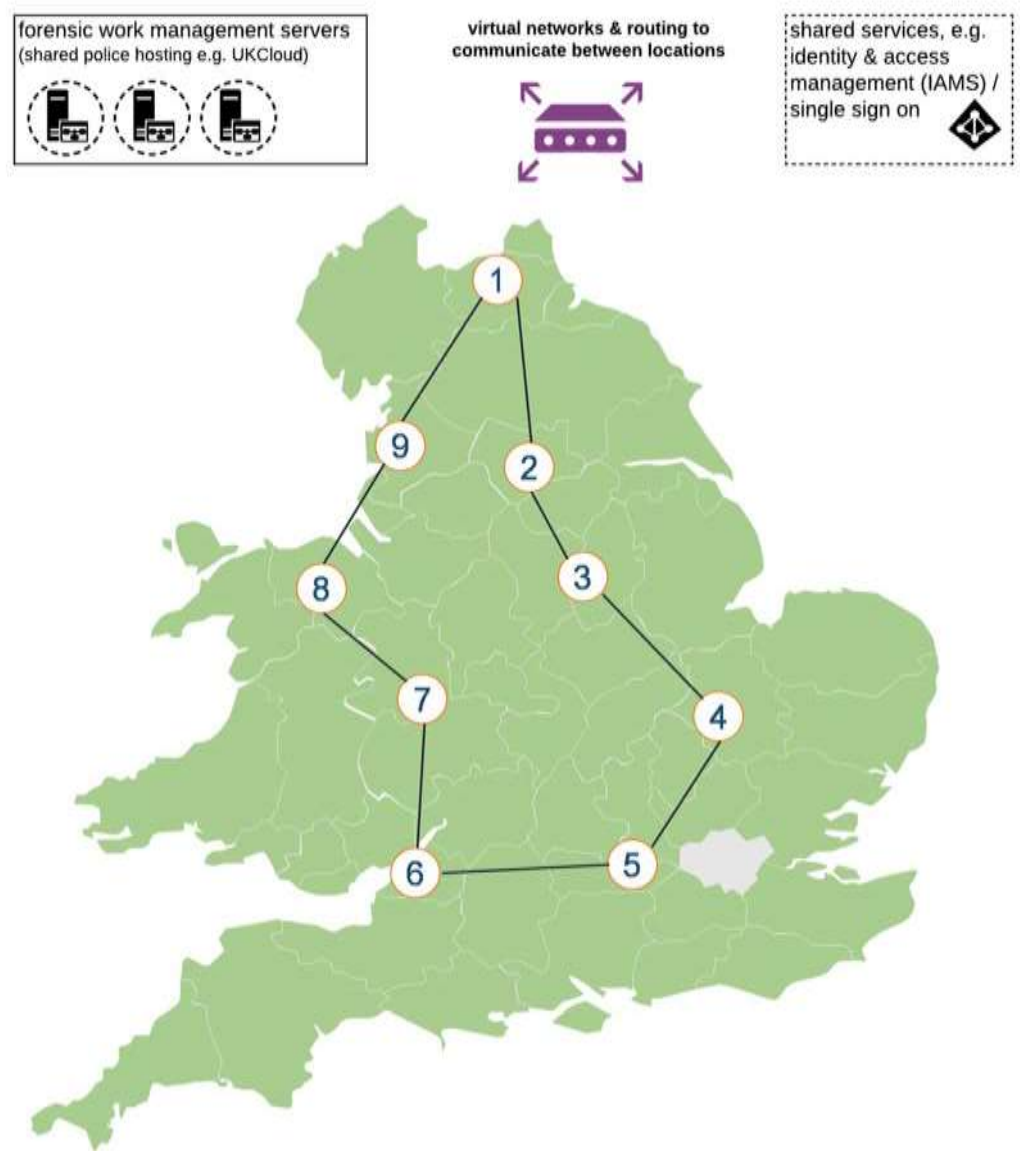 forensic work management servers
(shared police hosting e.g. UKCloud)
virtual networks & routing to
communicate between locations
shared services, e.g.
identity & access
management (IAMS) /
single sign on
1
9
2
3
8
7
4
5
6